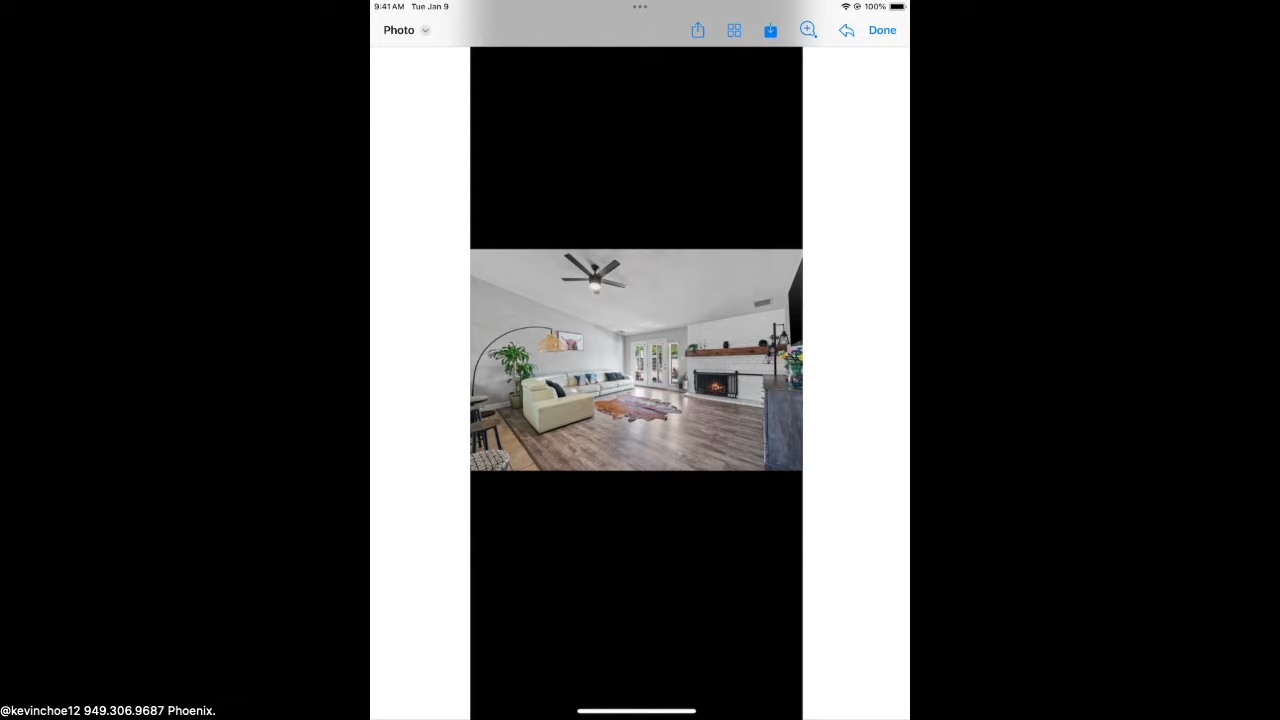 9:41 AM Tue Jan 9
100%
Photo
Done
@kevinchoe12 949.306.9687 Phoenix.